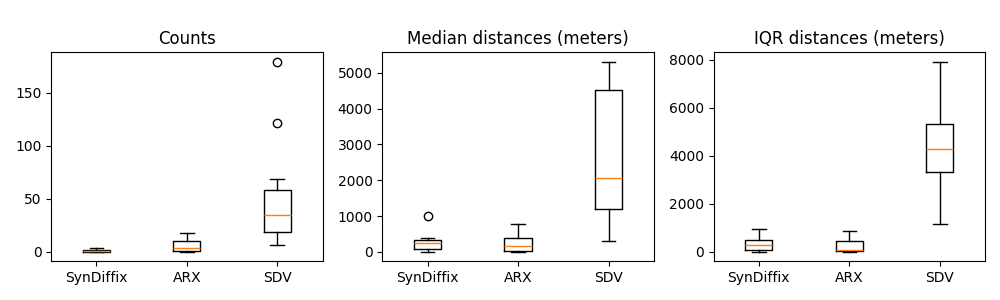 Counts
150
100
50
0
SynDiffix ARX SDV
Median distances (meters)
5000
4000
3000
2000
1000
0
SynDiffix ARX SDV
IQR distances (meters)
8000
6000
4000
2000
0
SynDiffix ARX SDV